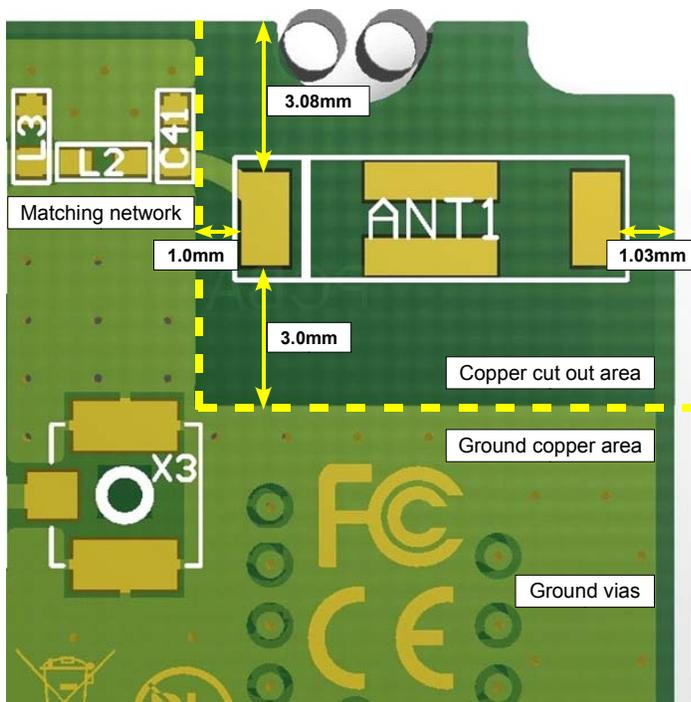 3.08mm
L3
L2
C41
Matching network
ANT1
1.0mm
1.03mm
3.0mm
Copper cut out area
Ground copper area
X3
FC
Ground vias
CE